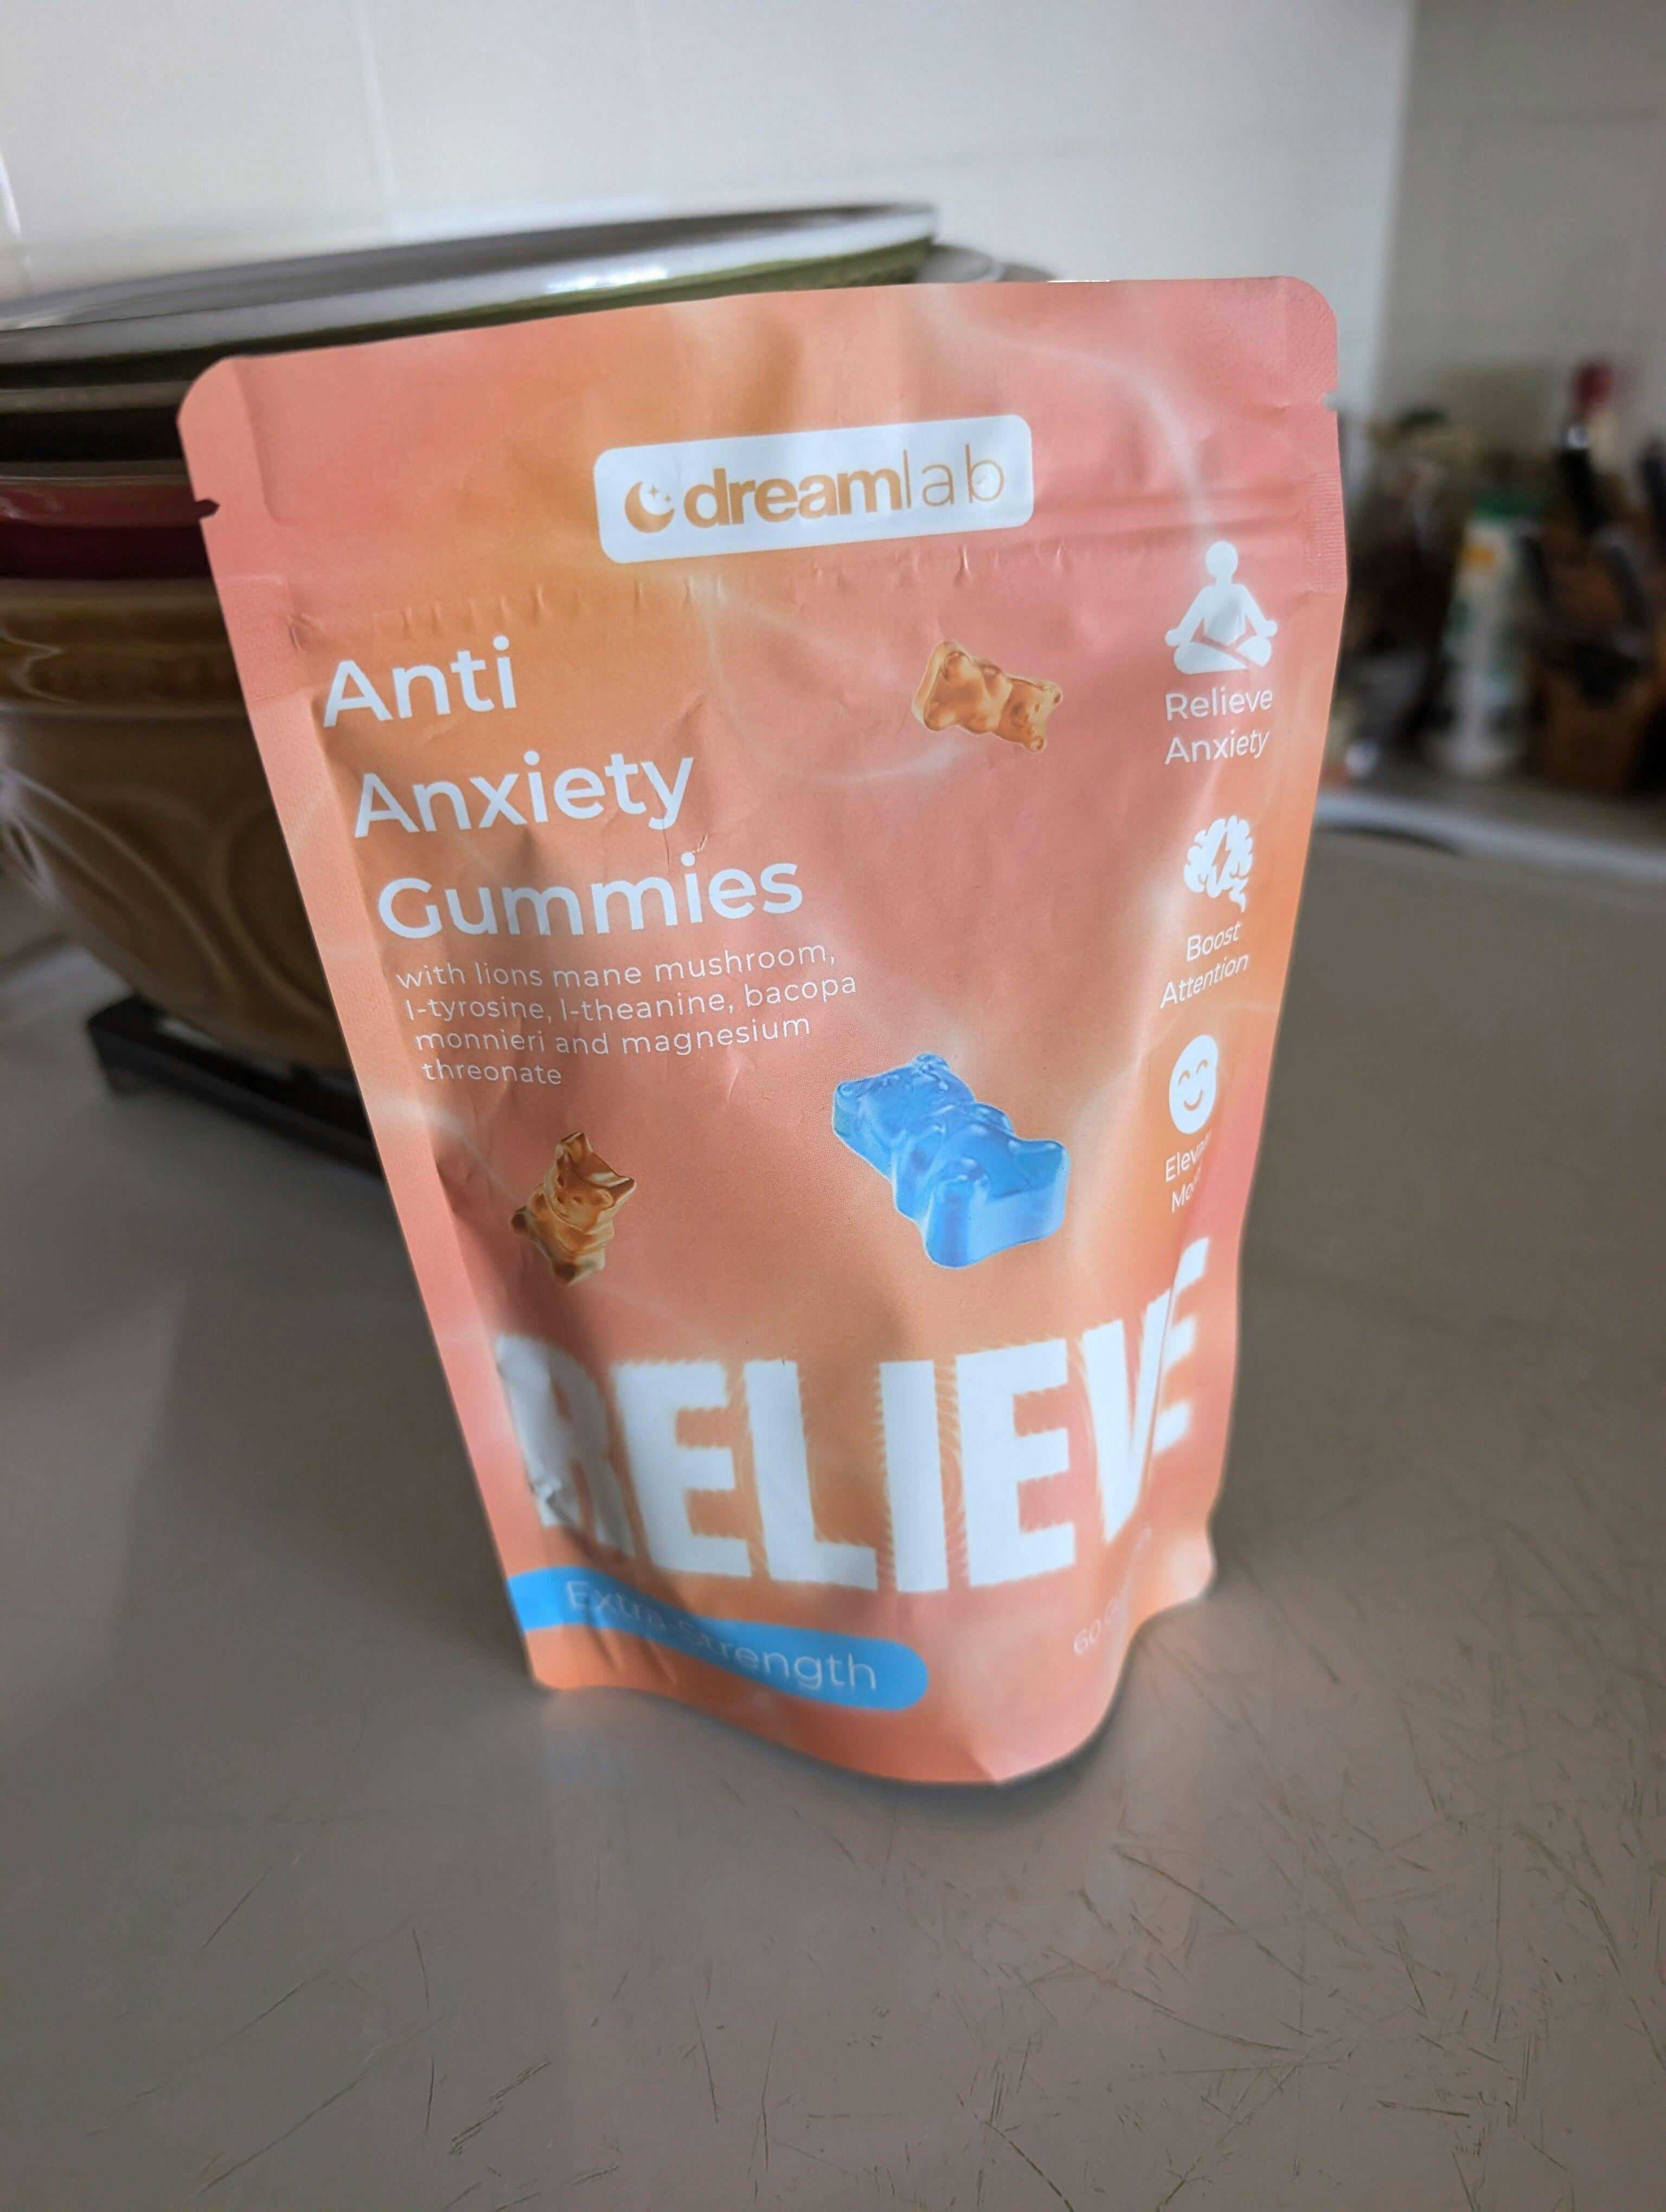 dreamlab
Anti
Anxiety
Gummies
with lions mane mushroom,
l-tyrosine, l-theanine, bacopa
monnieri and magnesium
threonate
Relieve
Anxiety
Boost
Attention
RELIEVE
Extra Strength
60